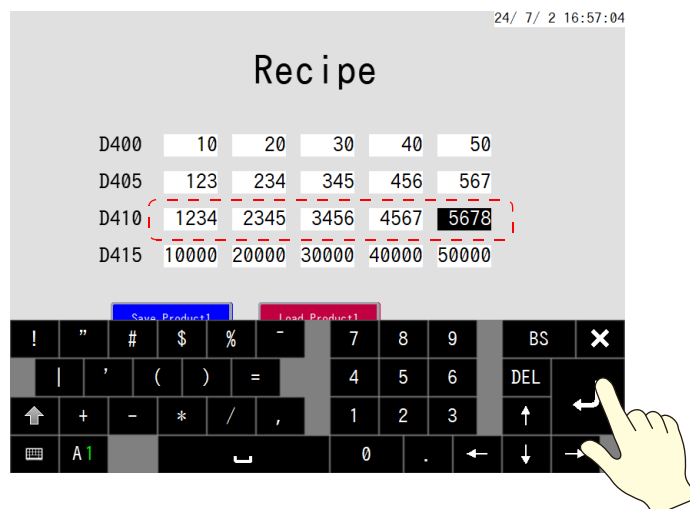 24/ 7/ 2 16:57:04
Recipe
D400 10 20 30 40 50
D405 123 234 345 456 567
D410 1234 2345 3456 4567 5678
D415 10000 20000 30000 40000 50000
Save Product1 Load Product1
! " # $ % - 7 8 9 BS ×
| ' ( ) = 4 5 6 DEL
+ - * / , 1 2 3 ↑
A1 0 . ← ↓ →